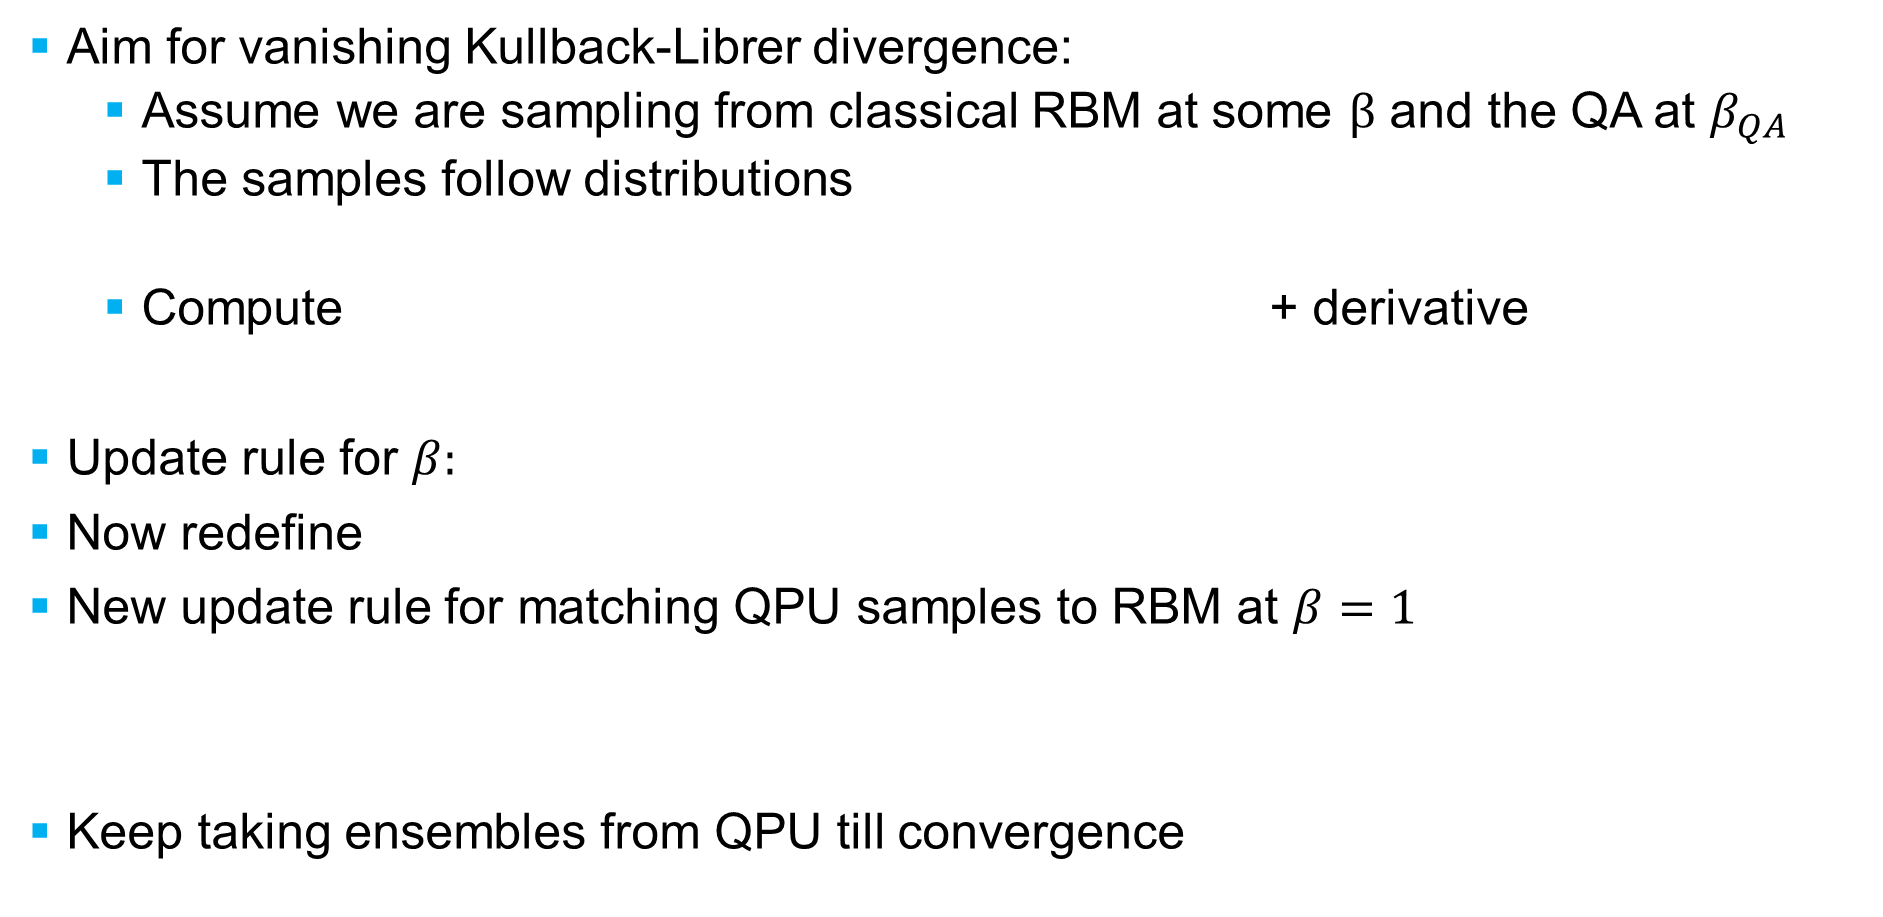 Aim for vanishing Kullback-Librer divergence:
Assume we are sampling from classical RBM at some β and the QA at β_QA
The samples follow distributions
Compute + derivative
Update rule for β:
Now redefine
New update rule for matching QPU samples to RBM at β = 1
Keep taking ensembles from QPU till convergence